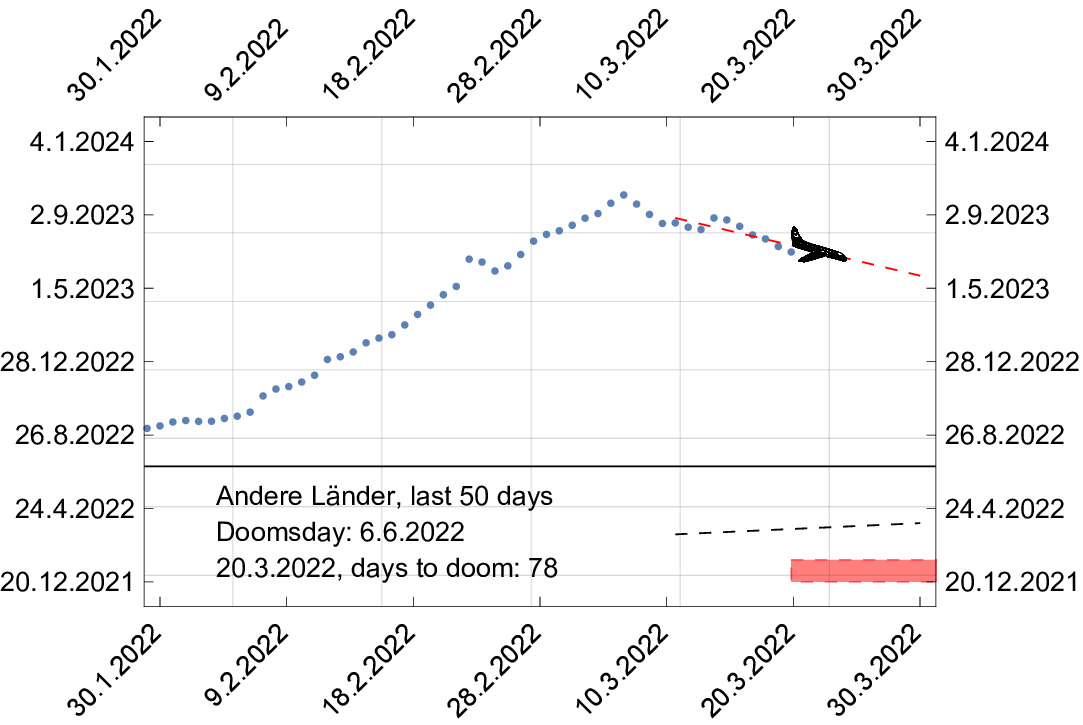 30.1.2022 9.2.2022 18.2.2022 28.2.2022 10.3.2022 20.3.2022 30.3.2022
4.1.2024 4.1.2024
2.9.2023 2.9.2023
1.5.2023 1.5.2023
28.12.2022 28.12.2022
26.8.2022 26.8.2022
Andere Länder, last 50 days
24.4.2022 24.4.2022
Doomsday: 6.6.2022
20.3.2022, days to doom: 78
20.12.2021 20.12.2021
30.1.2022 9.2.2022 18.2.2022 28.2.2022 10.3.2022 20.3.2022 30.3.2022